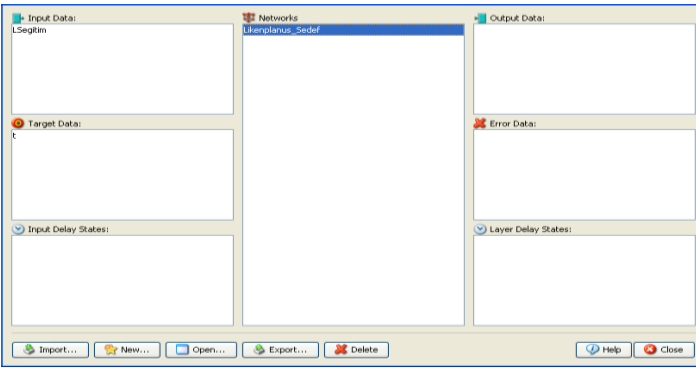 Input Data:
LSegitim
Networks
Likenplanus_Sedef
Output Data:
Target Data:
t
Error Data:
Input Delay States:
Layer Delay States:
Import...
New...
Open...
Export...
Delete
Help
Close